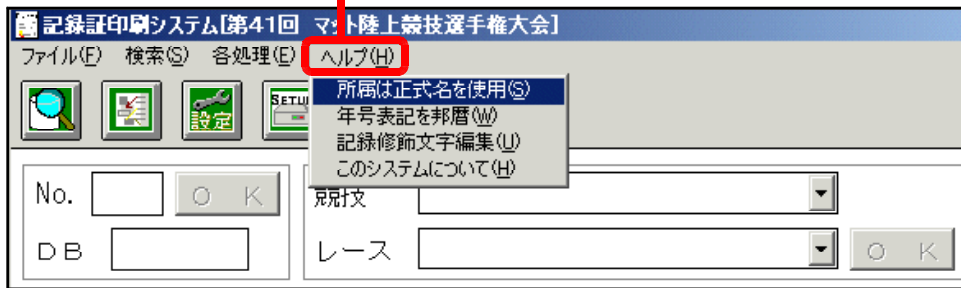 記録証印刷システム[第41回 マット陸上競技選手権大会]
ファイル(F) 検索(S) 各処理(E) ヘルプ(H)
設定
所属は正式名を使用(S)
年号表記を邦暦(W)
記録修飾文字編集(U)
このシステムについて(H)
No. OK
DB
レース OK